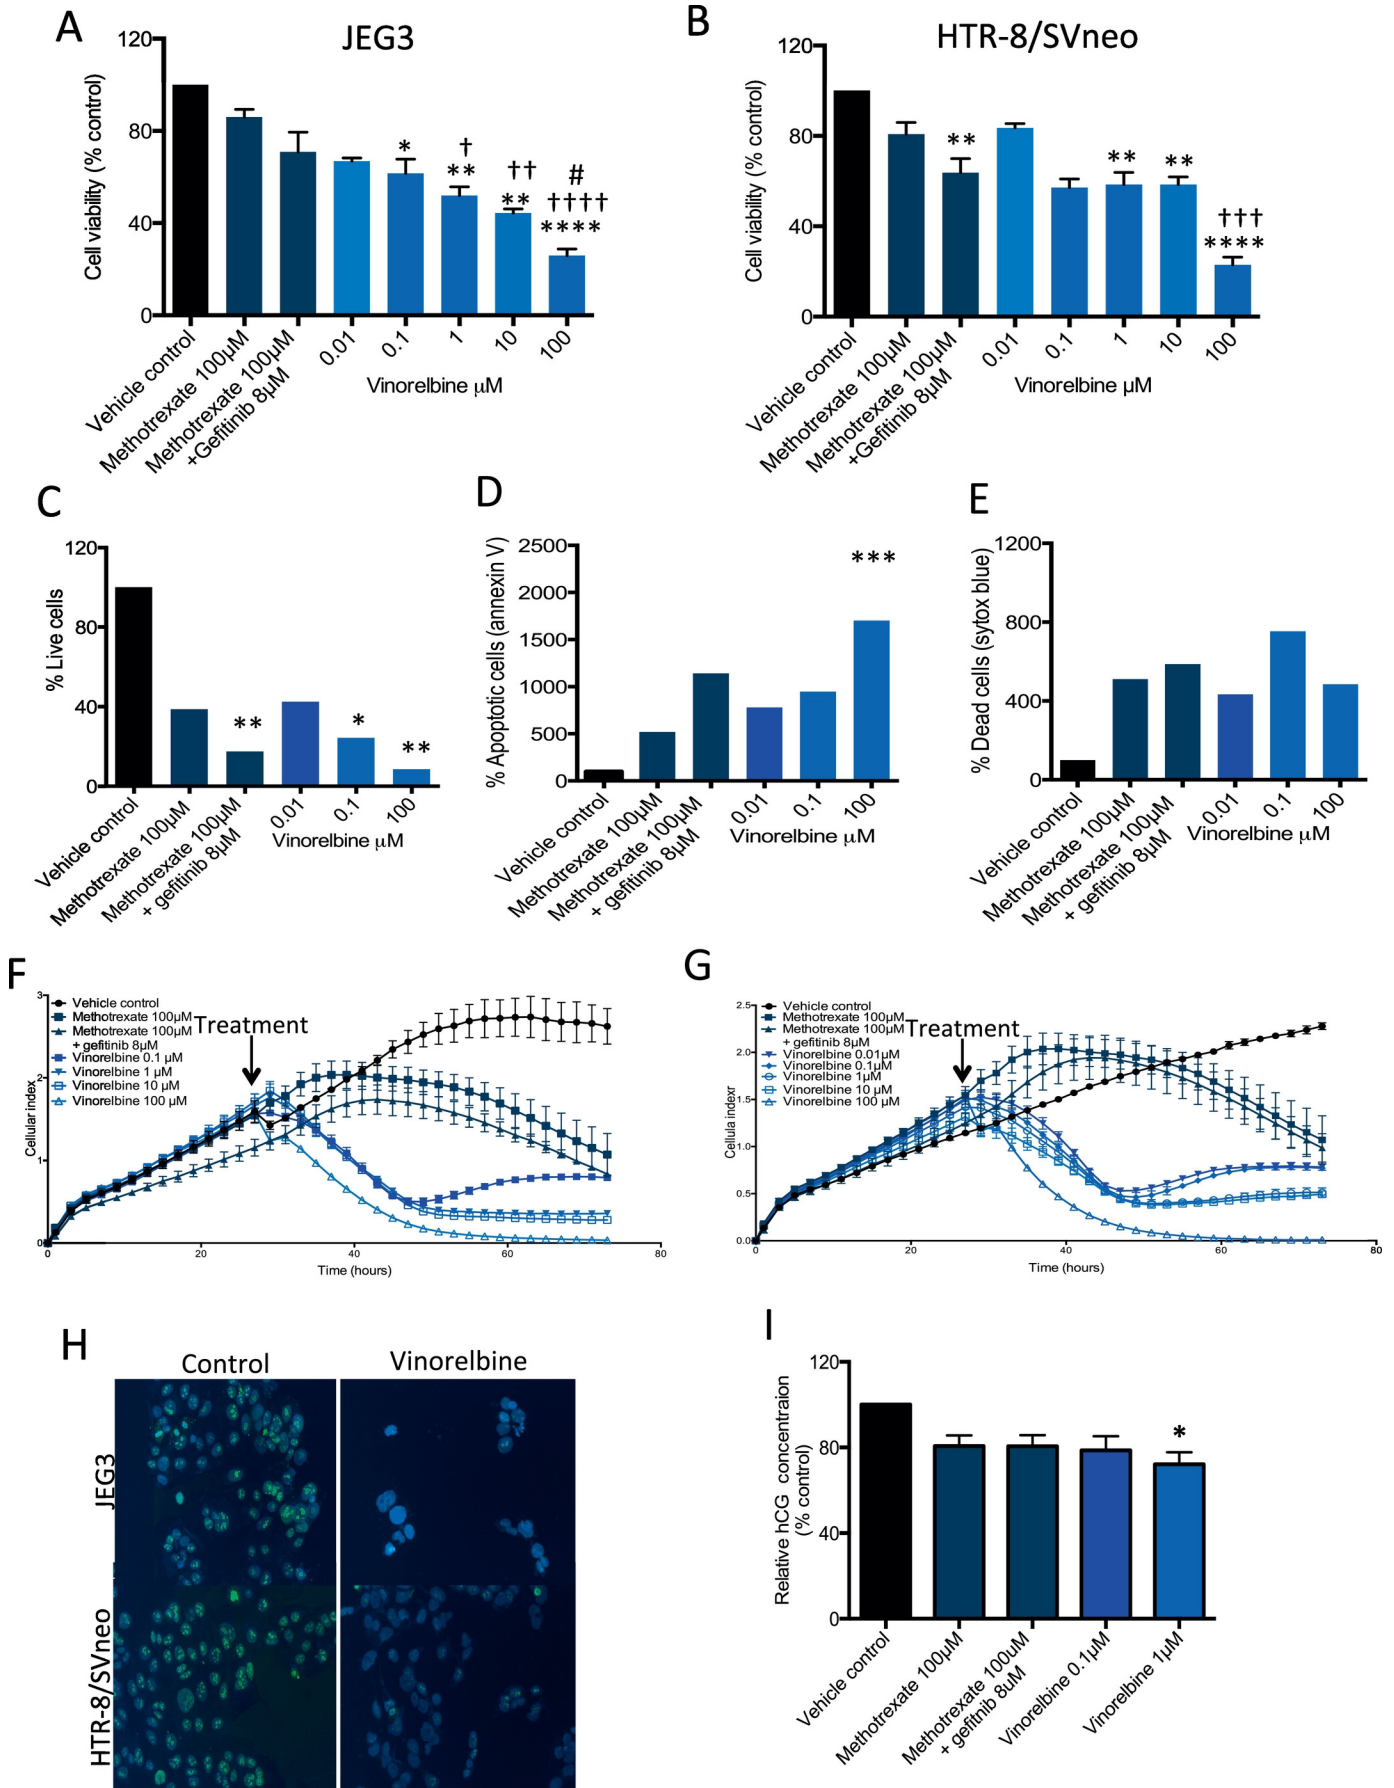 A
JEG3
Cell viability (% control)
120
80
40
0
*
†
**
††
**
#
††††
****
Vehicle control
Methotrexate 100µM
Methotrexate 100µM
+Gefitinib 8µM
0.01
0.1
1
10
100
Vinorelbine µM
B
HTR-8/SVneo
Cell viability (% control)
120
80
40
0
**
**
**
†††
****
Vehicle control
Methotrexate 100µM
Methotrexate 100µM
+Gefitinib 8µM
0.01
0.1
1
10
100
Vinorelbine µM
C
% Live cells
120
80
40
0
**
*
**
Vehicle control
Methotrexate 100µM
Methotrexate 100µM
+ gefitinib 8µM
0.01
0.1
100
Vinorelbine µM
D
% Apoptotic cells (annexin V)
2500
2000
1500
1000
500
0
***
Vehicle control
Methotrexate 100µM
Methotrexate 100µM
+ gefitinib 8µM
0.01
0.1
100
Vinorelbine µM
E
% Dead cells (sytox blue)
1200
800
400
0
Vehicle control
Methotrexate 100µM
Methotrexate 100µM
+ gefitinib 8µM
0.01
0.1
100
Vinorelbine µM
F
Cellular index
3
2
1
0
Vehicle control
Methotrexate 100µM
Methotrexate 100µM
+ gefitinib 8µM
Vinorelbine 0.1 µM
Vinorelbine 1 µM
Vinorelbine 10 µM
Vinorelbine 100 µM
Treatment
0
20
40
60
80
Time (hours)
G
Cellula indexr
2.5
2.0
1.5
1.0
0.5
0.0
Vehicle control
Methotrexate 100µM
Methotrexate 100µM
+ gefitinib 8µM
Vinorelbine 0.01µM
Vinorelbine 0.1µM
Vinorelbine 1µM
Vinorelbine 10 µM
Vinorelbine 100 µM
Treatment
0
20
40
60
80
Time (hours)
H
Control
Vinorelbine
JEG3
HTR-8/SVneo
I
Relative hCG concentraion
(% control)
120
80
40
0
*
Vehicle control
Methotrexate 100µM
Methotrexate 100uM
+ gefitnib 8uM
Vinorelbine 0.1µM
Vinorelbine 1µM